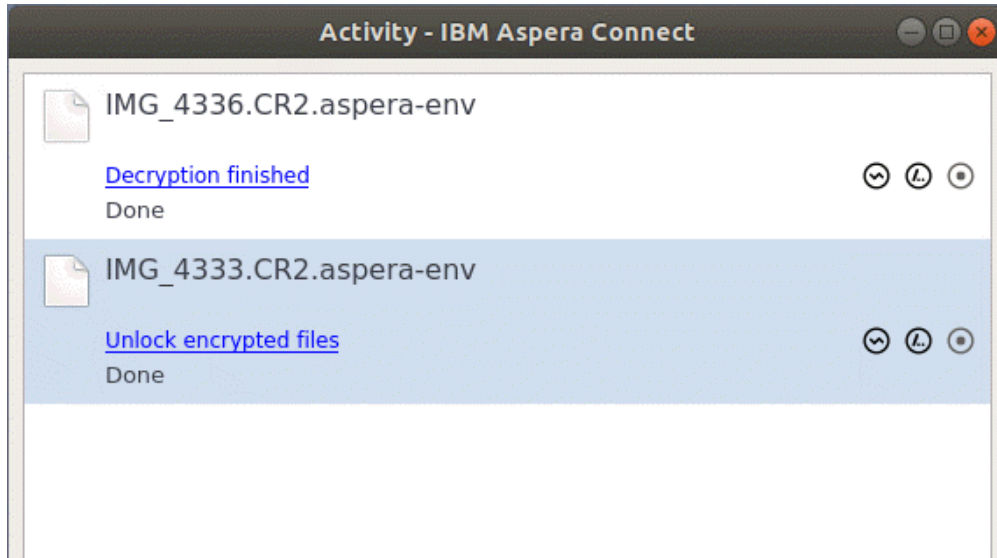 Activity - IBM Aspera Connect
IMG_4336.CR2.aspera-env
Decryption finished
Done
IMG_4333.CR2.aspera-env
Unlock encrypted files
Done